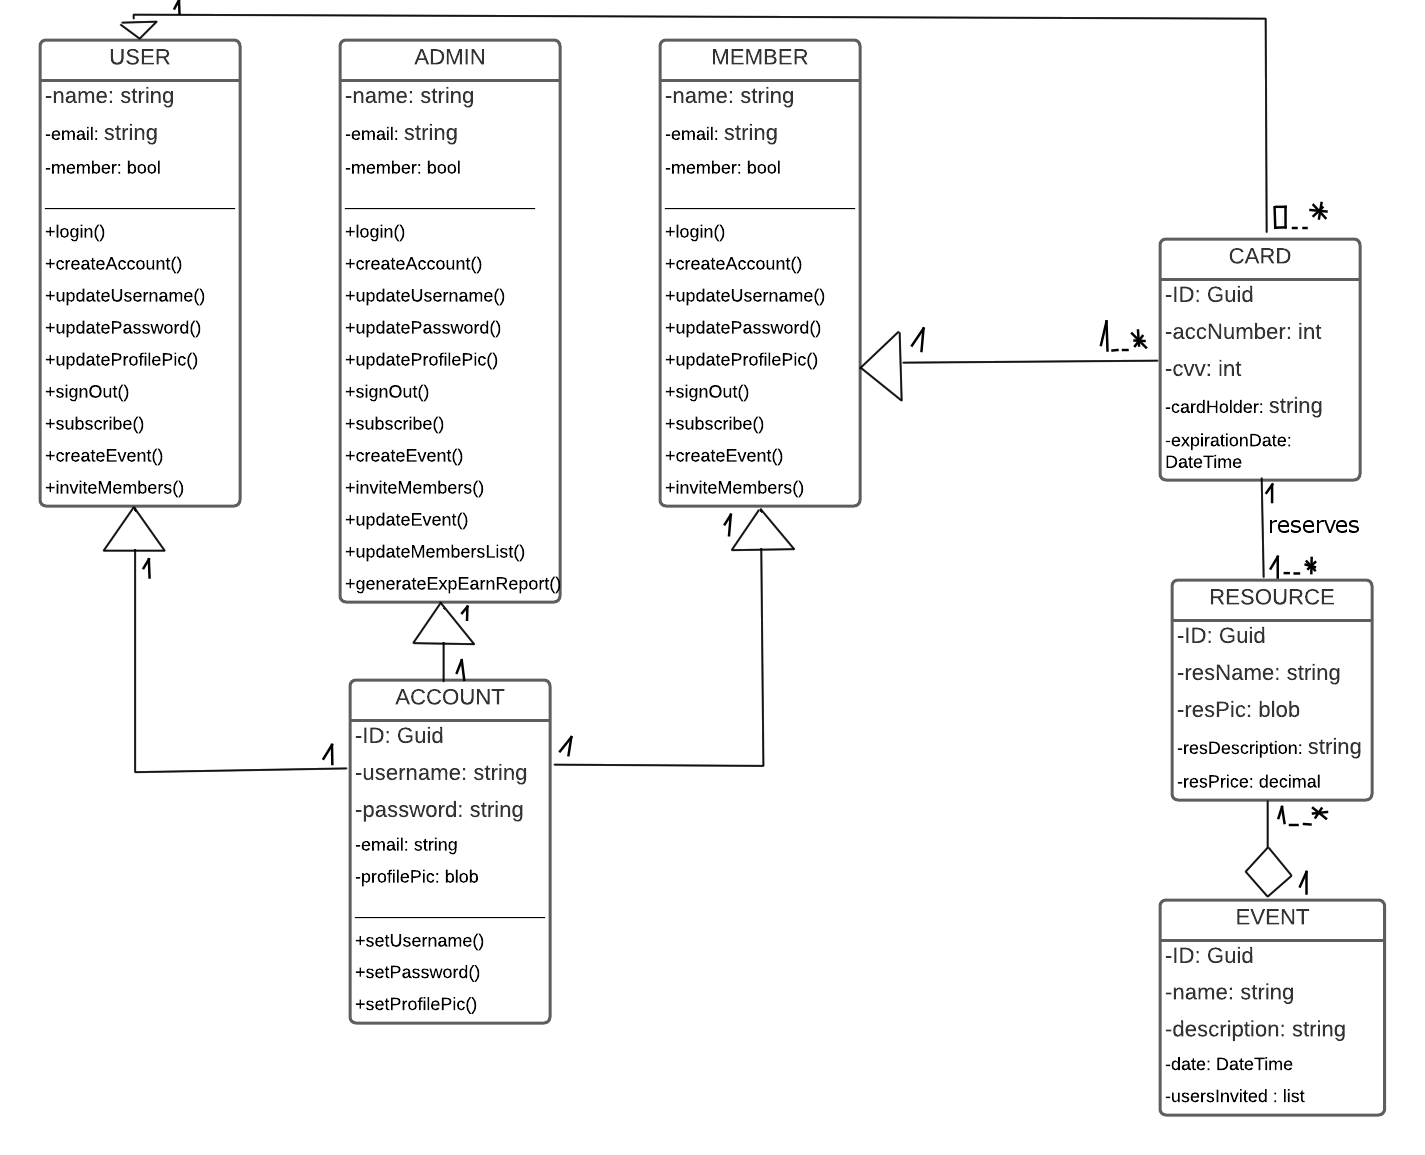 1
USER
-name: string
-email: string
-member: bool
+login()
+createAccount()
+updateUsername()
+updatePassword()
+updateProfilePic()
+signOut()
+subscribe()
+createEvent()
+inviteMembers()
1
ADMIN
-name: string
-email: string
-member: bool
+login()
+createAccount()
+updateUsername()
+updatePassword()
+updateProfilePic()
+signOut()
+subscribe()
+createEvent()
+inviteMembers()
+updateEvent()
+updateMembersList()
+generateExpEarnReport()
1
1
MEMBER
-name: string
-email: string
-member: bool
+login()
+createAccount()
+updateUsername()
+updatePassword()
+updateProfilePic()
+signOut()
+subscribe()
+createEvent()
+inviteMembers()
1
1
1..*
0..*
CARD
-ID: Guid
-accNumber: int
-cvv: int
-cardHolder: string
-expirationDate:
DateTime
1
reserves
1..*
RESOURCE
-ID: Guid
-resName: string
-resPic: blob
-resDescription: string
-resPrice: decimal
1..*
1
EVENT
-ID: Guid
-name: string
-description: string
-date: DateTime
-usersInvited : list
1
ACCOUNT
1
-ID: Guid
-username: string
-password: string
-email: string
-profilePic: blob
+setUsername()
+setPassword()
+setProfilePic()